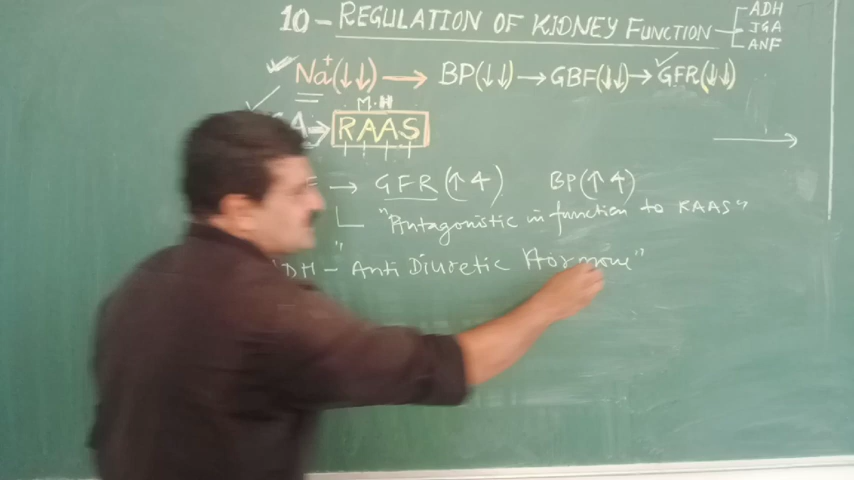 10 – REGULATION OF KIDNEY FUNCTION
ADH
JGA
ANF
✓ Na⁺(↓↓) → BP(↓↓) → GBF(↓↓) → ✓GFR(↓↓)
M·H
✓ GA → RAAS
→ GFR (↑↑) BP(↑↑)
"Antagonistic in function to RAAS"
DH – "Anti Diuretic Hormone"